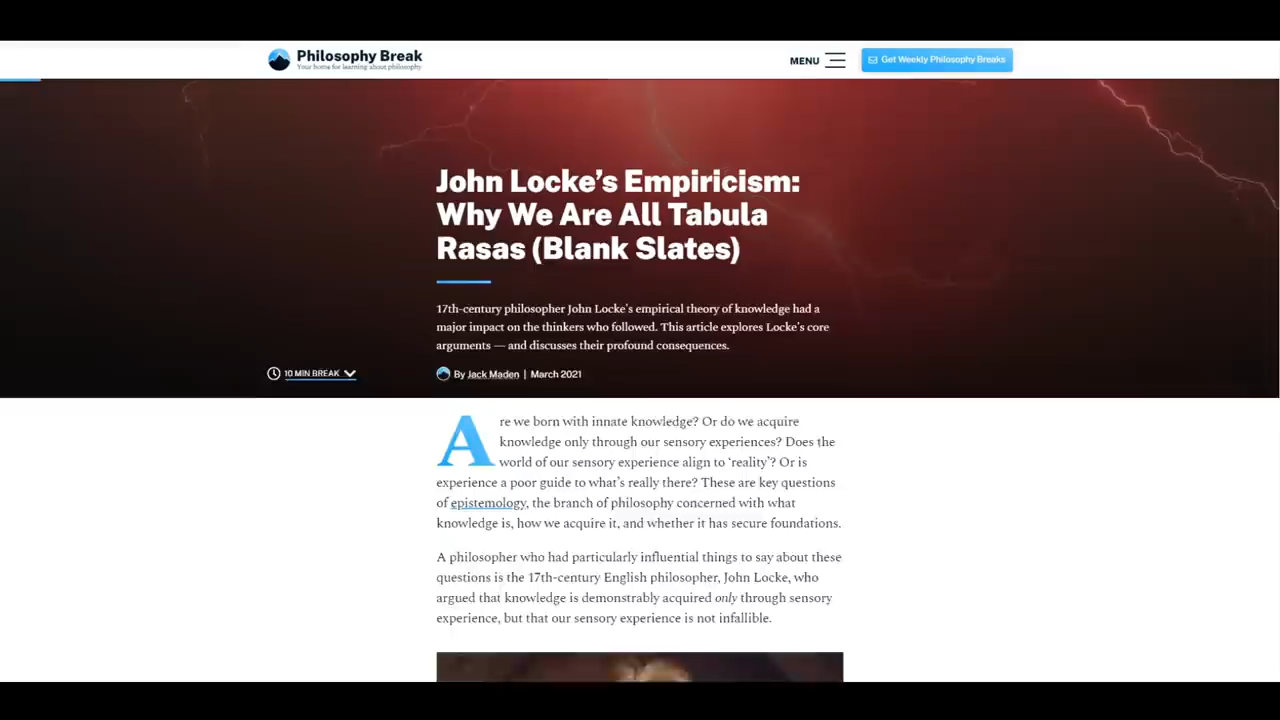 Philosophy Break
Your home for learning about philosophy
MENU
Get Weekly Philosophy Breaks
John Locke’s Empiricism:
Why We Are All Tabula
Rasas (Blank Slates)
17th-century philosopher John Locke’s empirical theory of knowledge had a
major impact on the thinkers who followed. This article explores Locke’s core
arguments — and discusses their profound consequences.
10 MIN BREAK
By Jack Maden | March 2021
Are we born with innate knowledge? Or do we acquire
knowledge only through our sensory experiences? Does the
world of our sensory experience align to ‘reality’? Or is
experience a poor guide to what’s really there? These are key questions
of epistemology, the branch of philosophy concerned with what
knowledge is, how we acquire it, and whether it has secure foundations.
A philosopher who had particularly influential things to say about these
questions is the 17th-century English philosopher, John Locke, who
argued that knowledge is demonstrably acquired only through sensory
experience, but that our sensory experience is not infallible.